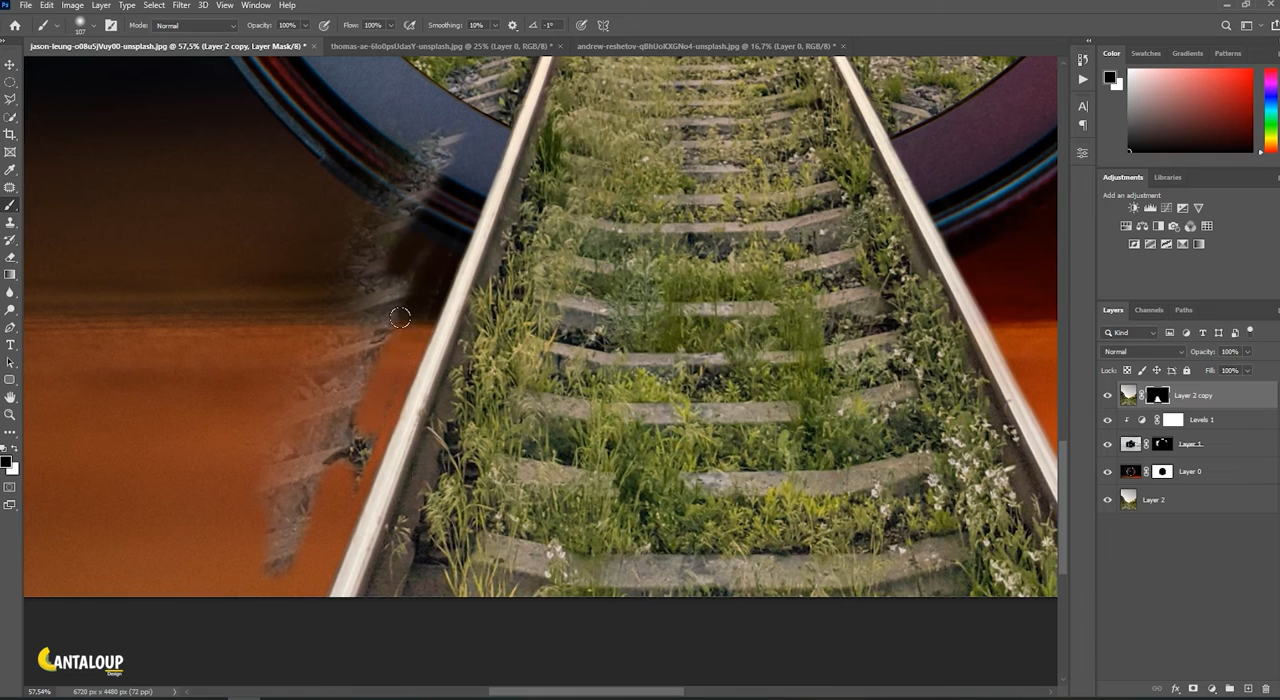 File Edit Image Layer Type Select Filter 3D View Window Help
107 Mode: Normal Opacity: 100% Flow: 100% Smoothing: 10% -1°
jason-leung-o08u5jVuy00-unsplash.jpg @ 57,5% (Layer 2 copy, Layer Mask/8) * × thomas-ae-6Io0psUdasY-unsplash.jpg @ 25% (Layer 0, RGB/8) * × andrew-reshetov-qBhUoKXGNo4-unsplash.jpg @ 16,7% (Layer 0, RGB/8) * ×
Color Swatches Gradients Patterns
Adjustments Libraries
Add an adjustment
Layers Channels Paths
Kind
Normal Opacity: 100%
Lock: Fill: 100%
Layer 2 copy
Levels 1
Layer 1
Layer 0
Layer 2
CANTALOUP
Design
57,54% 6720 px x 4480 px (72 ppi)